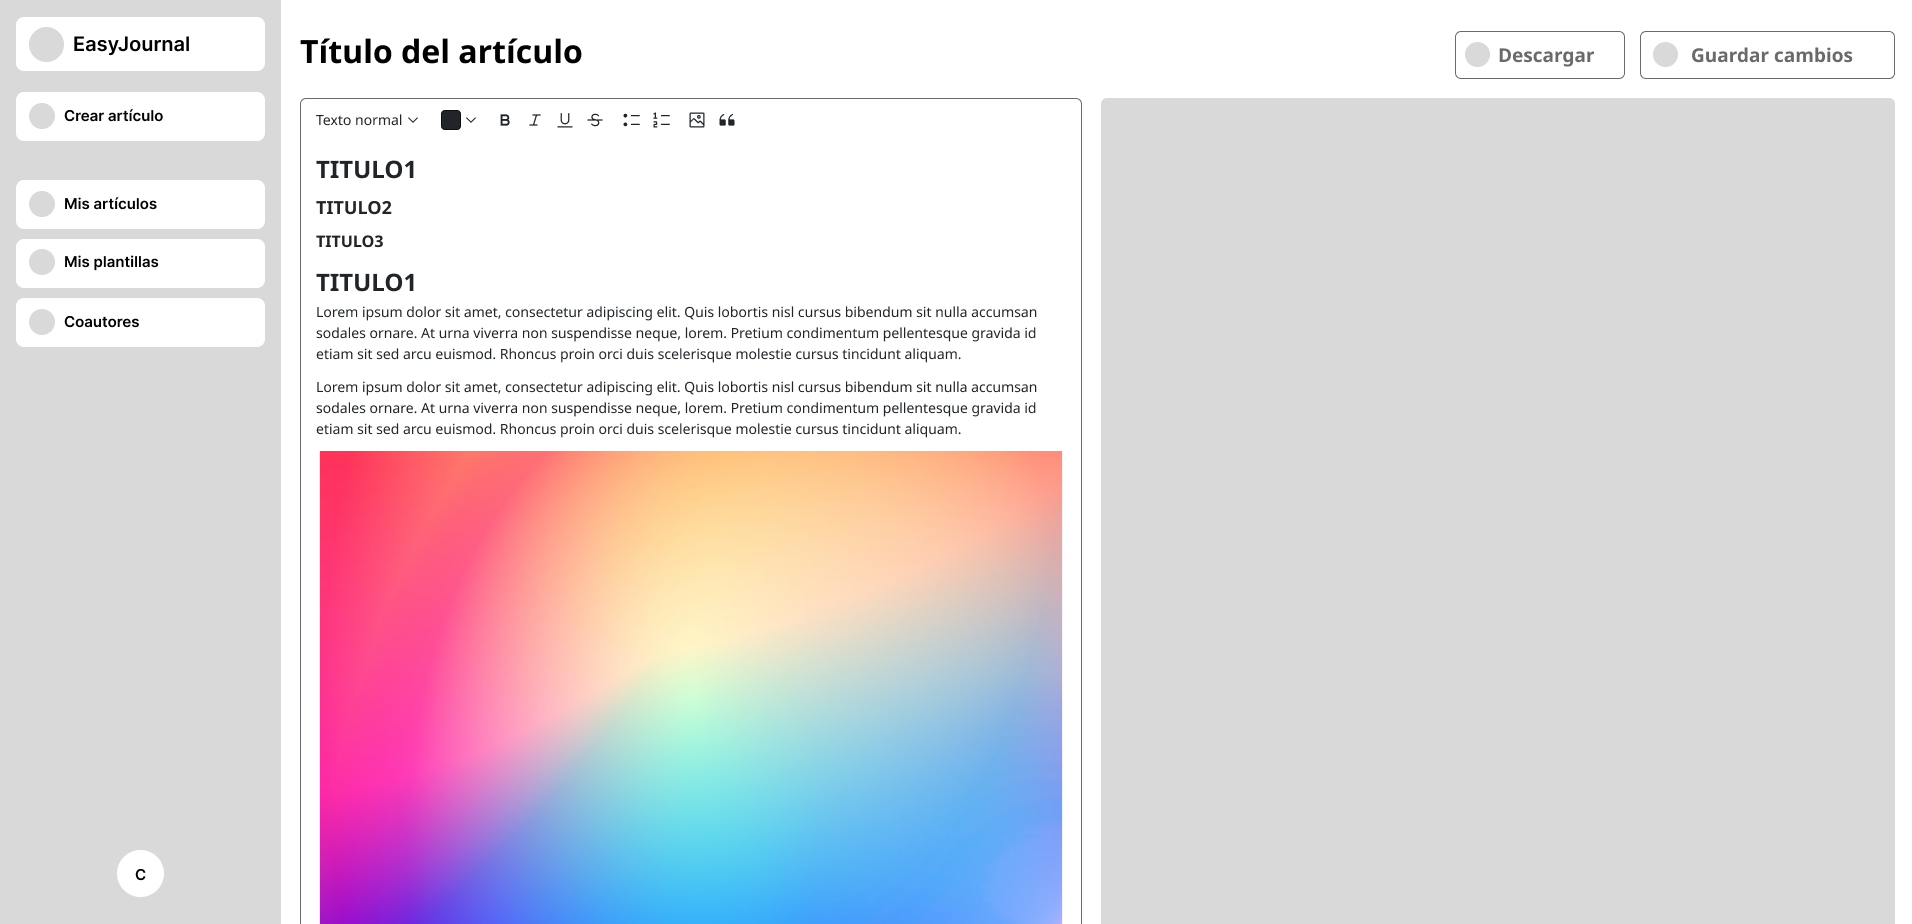 EasyJournal
Crear artículo
Mis artículos
Mis plantillas
Coautores
C
Título del artículo
Descargar
Guardar cambios
Texto normal
B I U S
TITULO1
TITULO2
TITULO3
TITULO1
Lorem ipsum dolor sit amet, consectetur adipiscing elit. Quis lobortis nisl cursus bibendum sit nulla accumsan
sodales ornare. At urna viverra non suspendisse neque, lorem. Pretium condimentum pellentesque gravida id
etiam sit sed arcu euismod. Rhoncus proin orci duis scelerisque molestie cursus tincidunt aliquam.
Lorem ipsum dolor sit amet, consectetur adipiscing elit. Quis lobortis nisl cursus bibendum sit nulla accumsan
sodales ornare. At urna viverra non suspendisse neque, lorem. Pretium condimentum pellentesque gravida id
etiam sit sed arcu euismod. Rhoncus proin orci duis scelerisque molestie cursus tincidunt aliquam.